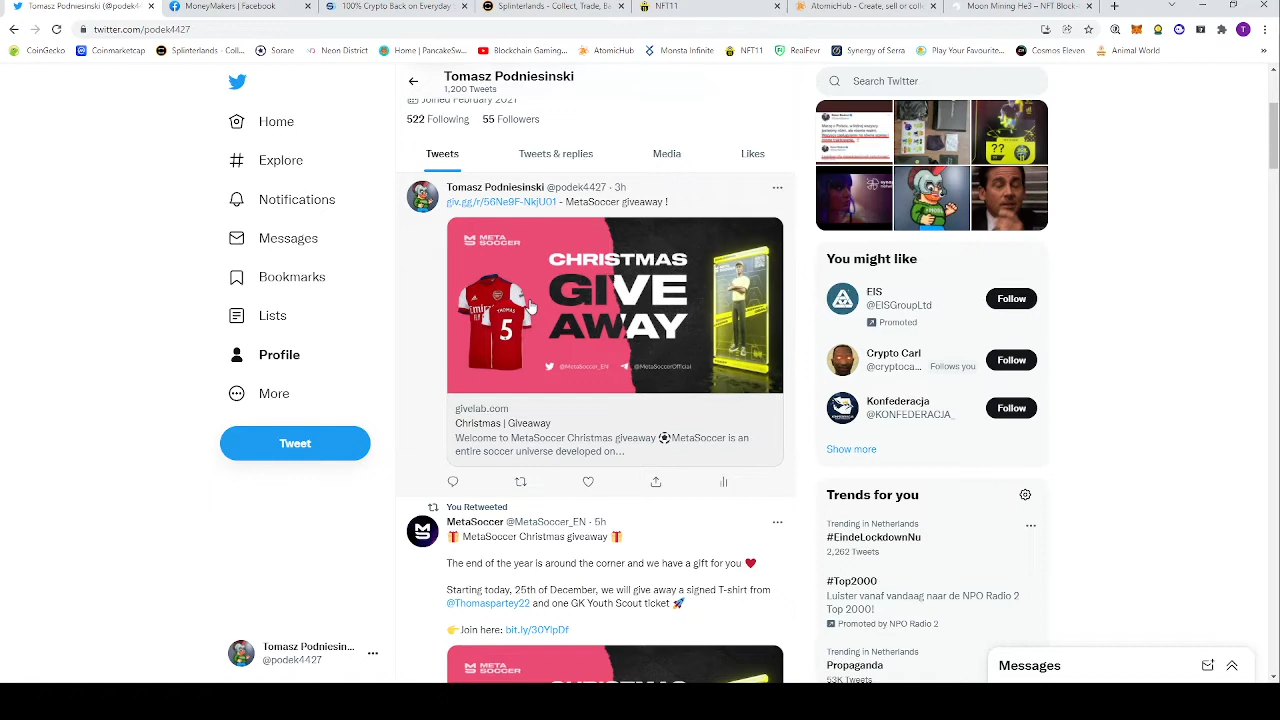 Tomasz Podniesinski (@podek4
MoneyMakers | Facebook
100% Crypto Back on Everyday
Splinterlands - Collect, Trade, Ba
NFT11
AtomicHub - Create, sell or colle
Moon Mining He3 – NFT Block-
twitter.com/podek4427
CoinGecko
Coinmarketcap
Splinterlands - Coll...
Sorare
Neon District
Home | PancakeSw...
Blockchain Gaming...
AtomicHub
Monsta Infinite
NFT11
RealFevr
Synergy of Serra
Play Your Favourite...
Cosmos Eleven
Animal World
Tomasz Podniesinski
1,200 Tweets
Joined February 2021
522 Following 55 Followers
Tweets
Tweets & replies
Media
Likes
Home
Explore
Notifications
Messages
Bookmarks
Lists
Profile
More
Tweet
Tomasz Podniesin...
@podek4427
Tomasz Podniesinski @podek4427 · 3h
giv.gg/r/56Ne9F-NkjU01 - MetaSoccer giveaway !
META
SOCCER
CHRISTMAS
GIVE
AWAY
THOMAS
5
@MetaSoccer_EN
@MetaSoccerOfficial
givelab.com
Christmas | Giveaway
Welcome to MetaSoccer Christmas giveaway ⚽MetaSoccer is an
entire soccer universe developed on...
You Retweeted
MetaSoccer @MetaSoccer_EN · 5h
🎁 MetaSoccer Christmas giveaway 🎁
The end of the year is around the corner and we have a gift for you ♥
Starting today, 25th of December, we will give away a signed T-shirt from
@Thomaspartey22 and one GK Youth Scout ticket 🚀
👉Join here: bit.ly/30YlpDf
META
SOCCER
Search Twitter
??
You might like
EIS
@EISGroupLtd
Promoted
Follow
Crypto Carl
@cryptoca... Follows you
Follow
Konfederacja
@KONFEDERACJA_
Follow
Show more
Trends for you
Trending in Netherlands
#EindeLockdownNu
2,262 Tweets
#Top2000
Luister vanaf vandaag naar de NPO Radio 2
Top 2000!
Promoted by NPO Radio 2
Trending in Netherlands
Propaganda
53K Tweets
Messages